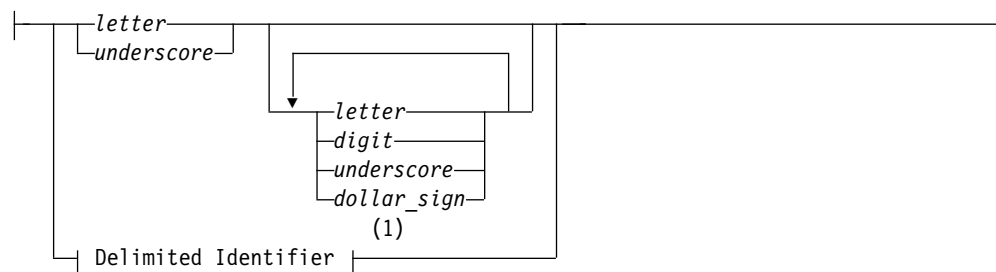 letter
underscore
letter
digit
underscore
dollar_sign
(1)
Delimited Identifier